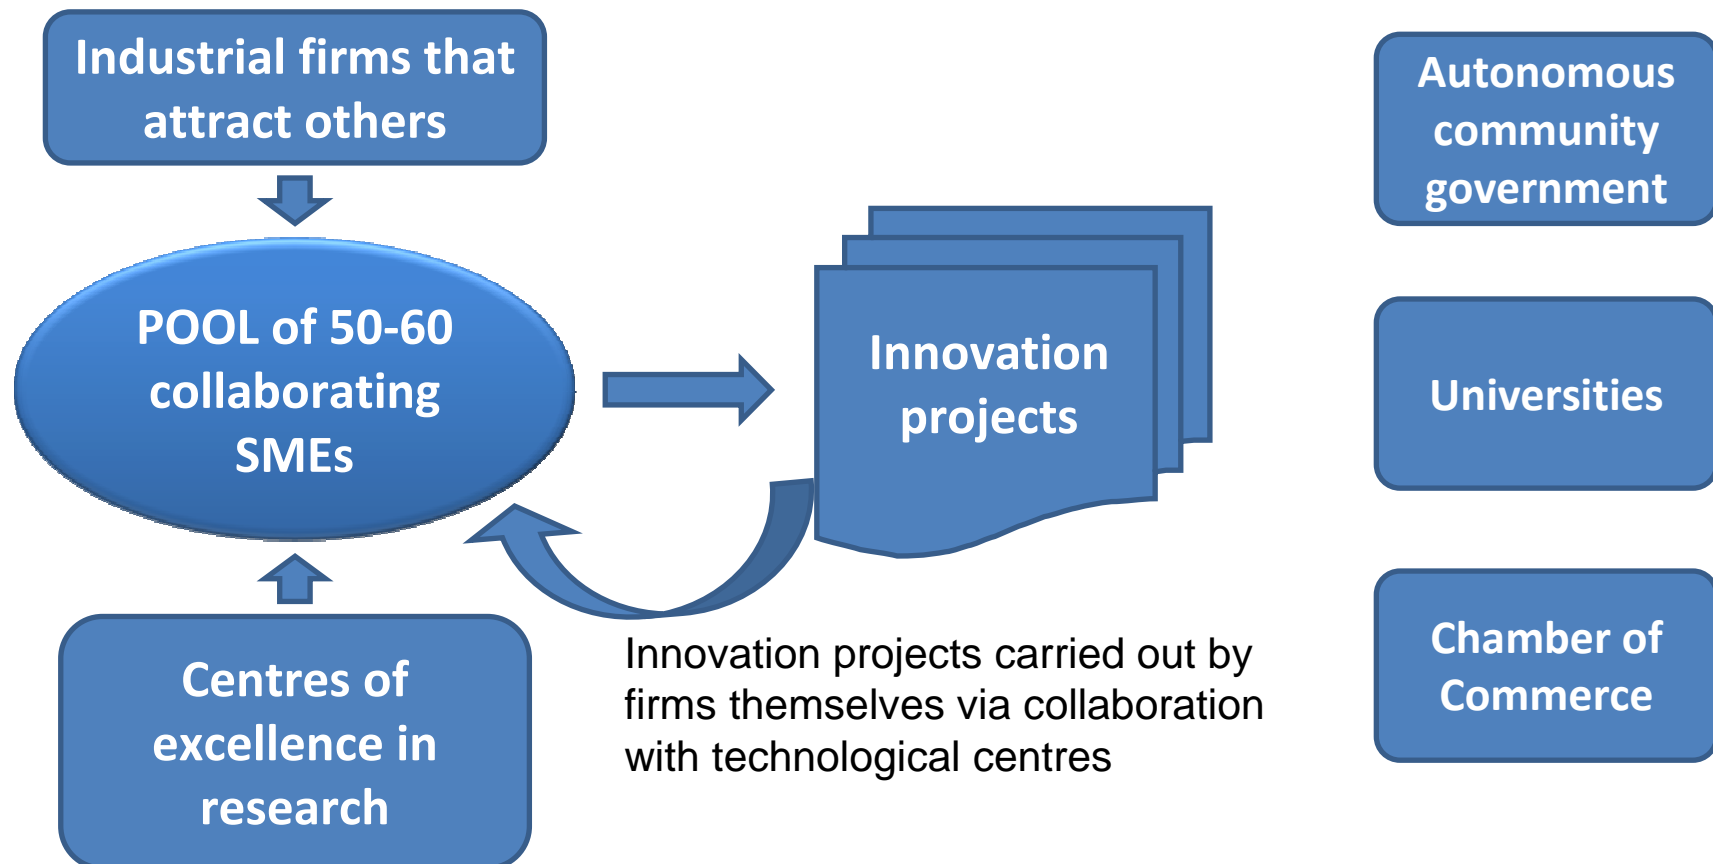 Industrial firms that
attract others
POOL of 50-60
collaborating
SMEs
Centres of
excellence in
research
Innovation
projects
Innovation projects carried out by
firms themselves via collaboration
with technological centres
Autonomous
community
government
Universities
Chamber of
Commerce